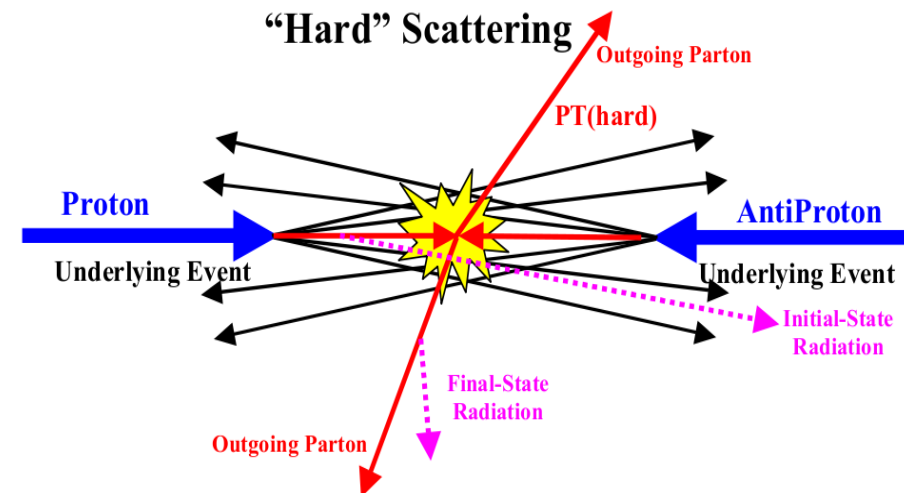 “Hard” Scattering
Outgoing Parton
PT(hard)
Proton
AntiProton
Underlying Event
Underlying Event
Initial-State
Radiation
Final-State
Radiation
Outgoing Parton